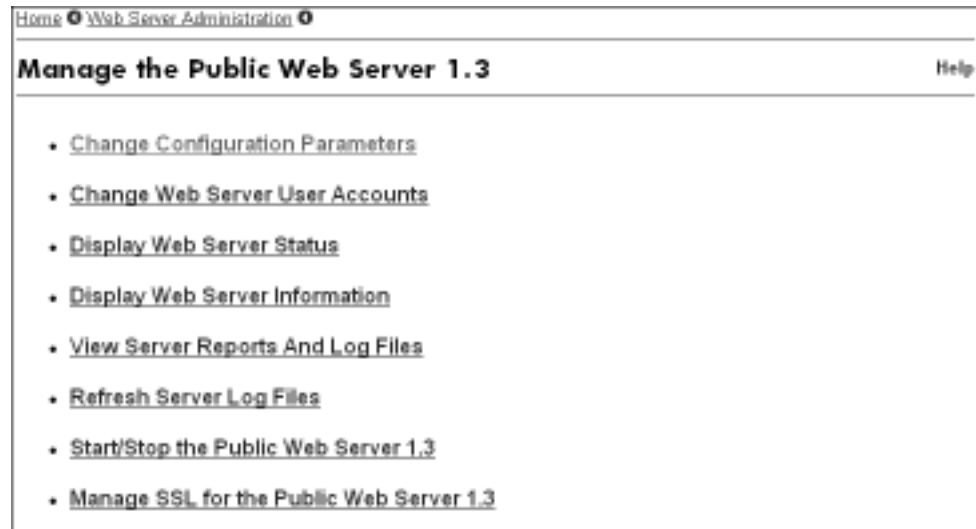 Home Web Server Administration
Manage the Public Web Server 1.3 Help
• Change Configuration Parameters
• Change Web Server User Accounts
• Display Web Server Status
• Display Web Server Information
• View Server Reports And Log Files
• Refresh Server Log Files
• Start/Stop the Public Web Server 1.3
• Manage SSL for the Public Web Server 1.3